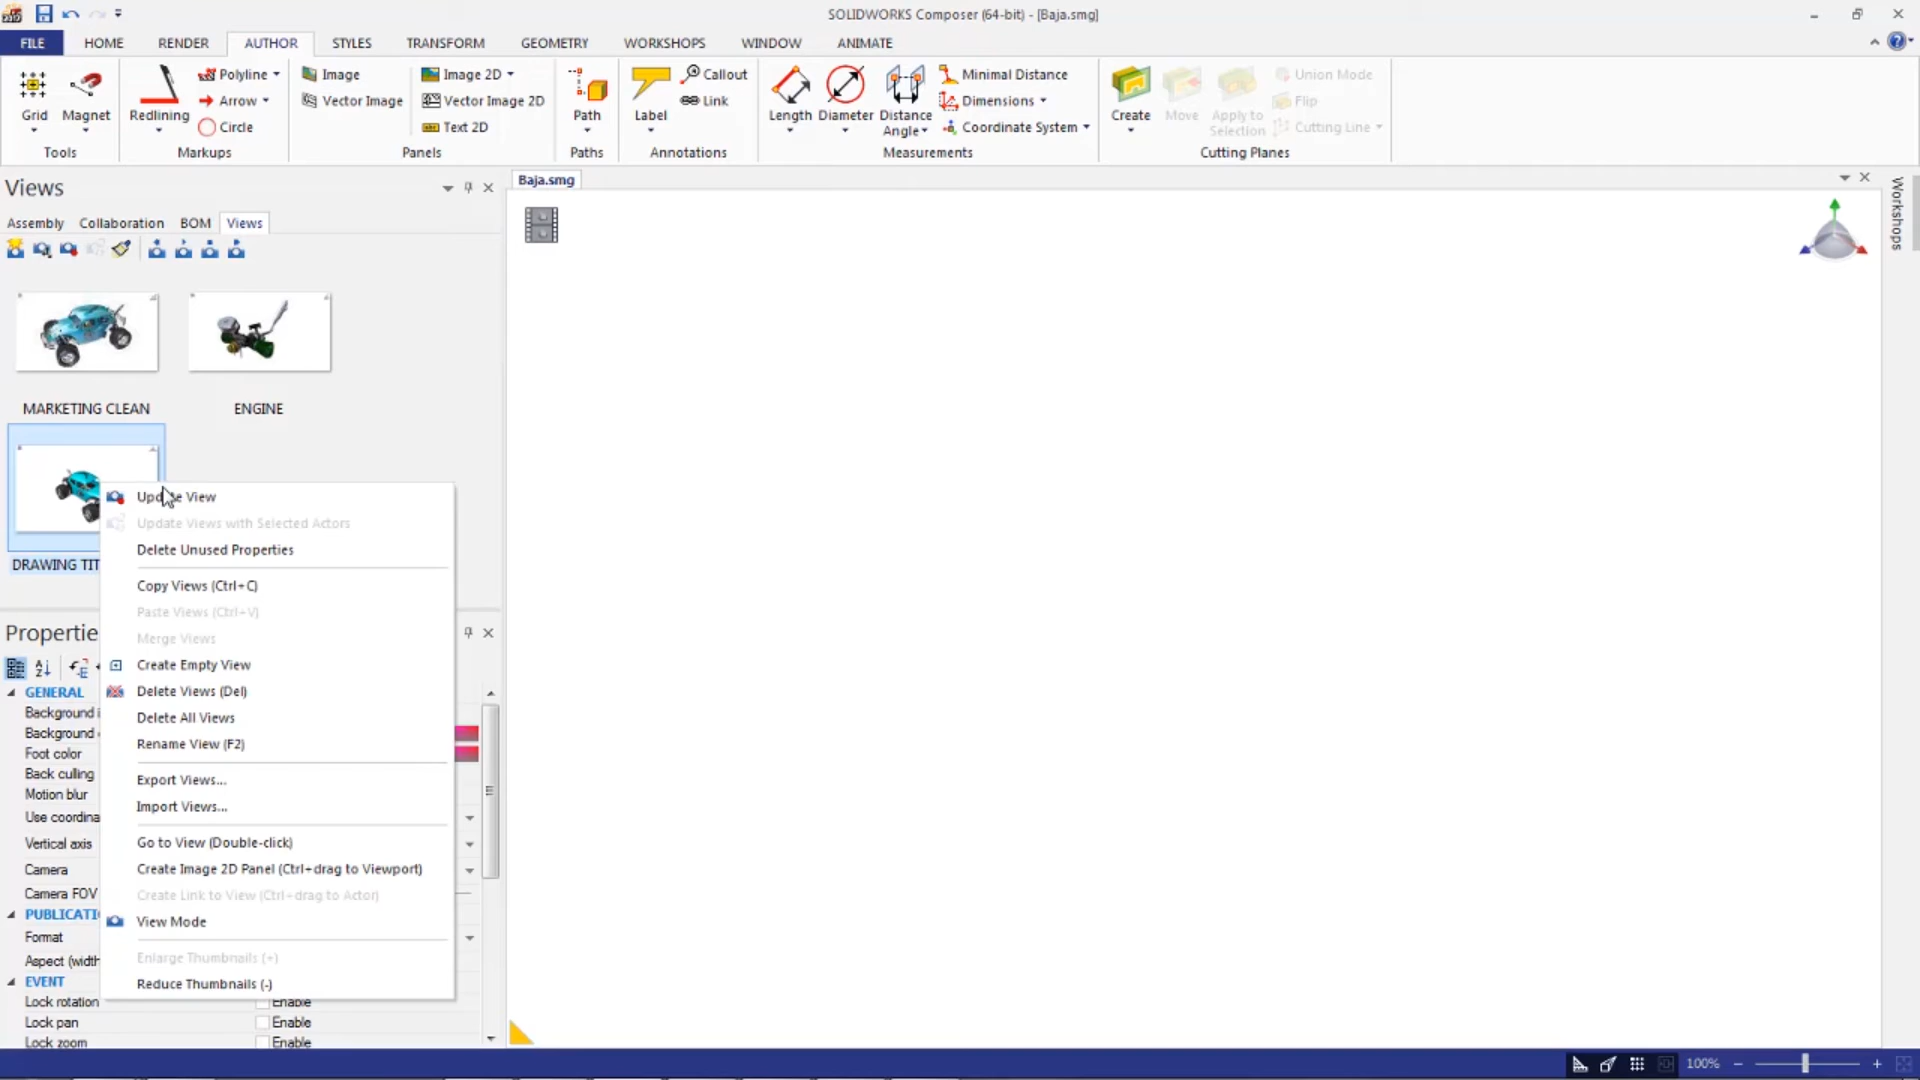 SOLIDWORKS Composer (64-bit) - [Baja.smg]
FILE HOME RENDER AUTHOR STYLES TRANSFORM GEOMETRY WORKSHOPS WINDOW ANIMATE
Grid
Magnet
Tools
Redlining
Polyline
Arrow
Circle
Markups
Image
Vector Image
Image 2D
Vector Image 2D
Text 2D
Panels
Path
Paths
Label
Callout
Link
Annotations
Length
Diameter
Distance
Angle
Minimal Distance
Dimensions
Coordinate System
Measurements
Create
Move
Apply to
Selection
Union Mode
Flip
Cutting Line
Cutting Planes
Views
Assembly Collaboration BOM Views
MARKETING CLEAN
ENGINE
DRAWING TIT
Update View
Update Views with Selected Actors
Delete Unused Properties
Copy Views (Ctrl+C)
Paste Views (Ctrl+V)
Merge Views
Create Empty View
Delete Views (Del)
Delete All Views
Rename View (F2)
Export Views...
Import Views...
Go to View (Double-click)
Create Image 2D Panel (Ctrl+drag to Viewport)
Create Link to View (Ctrl+drag to Actor)
View Mode
Enlarge Thumbnails (+)
Reduce Thumbnails (-)
Propertie
GENERAL
Background i
Background
Foot color
Back culling
Motion blur
Use coordina
Vertical axis
Camera
Camera FOV
PUBLICATI
Format
Aspect (width
EVENT
Lock rotation Enable
Lock pan Enable
Lock zoom Enable
Baja.smg
Workshops
100%